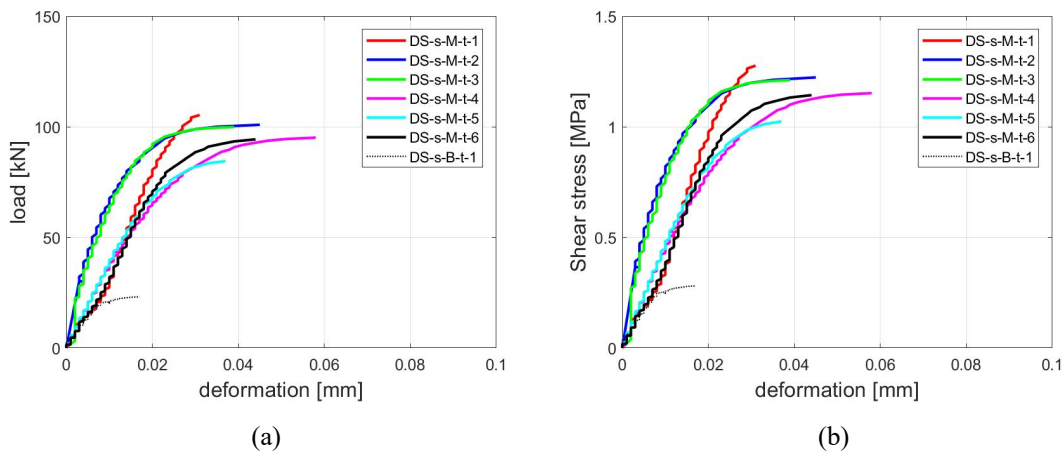 150
100
50
0
load [kN]
0
0.02
0.04
0.06
0.08
0.1
deformation [mm]
DS-s-M-t-1
DS-s-M-t-2
DS-s-M-t-3
DS-s-M-t-4
DS-s-M-t-5
DS-s-M-t-6
DS-s-B-t-1
(a)
1.5
1
0.5
0
Shear stress [MPa]
0
0.02
0.04
0.06
0.08
0.1
deformation [mm]
DS-s-M-t-1
DS-s-M-t-2
DS-s-M-t-3
DS-s-M-t-4
DS-s-M-t-5
DS-s-M-t-6
DS-s-B-t-1
(b)